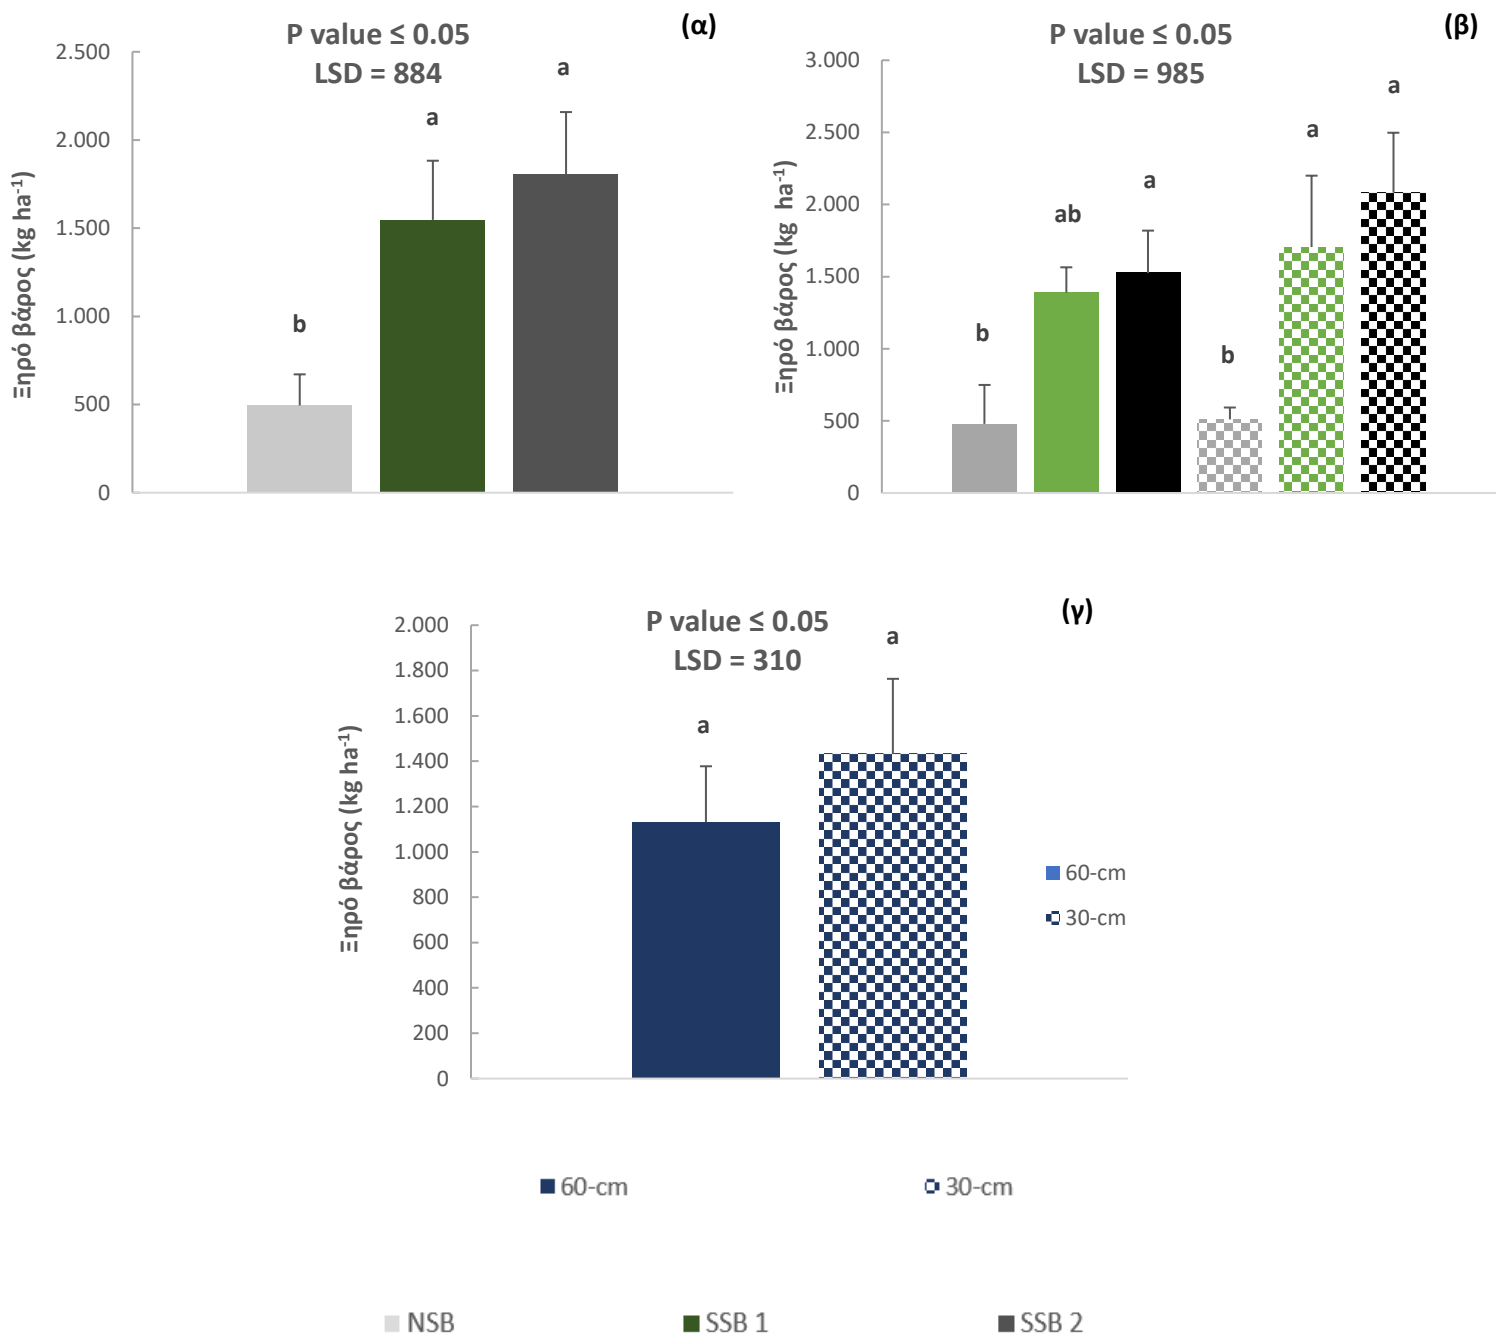 P value ≤ 0.05
LSD = 884
(α)
2.500
2.000
1.500
1.000
500
0
Ξηρό βάρος (kg ha⁻¹)
b
a
a
P value ≤ 0.05
LSD = 985
(β)
3.000
2.500
2.000
1.500
1.000
500
0
Ξηρό βάρος (kg ha⁻¹)
b
ab
a
b
a
a
P value ≤ 0.05
LSD = 310
(γ)
2.000
1.800
1.600
1.400
1.200
1.000
800
600
400
200
0
Ξηρό βάρος (kg ha⁻¹)
a
a
60-cm
30-cm
60-cm 30-cm
NSB SSB 1 SSB 2